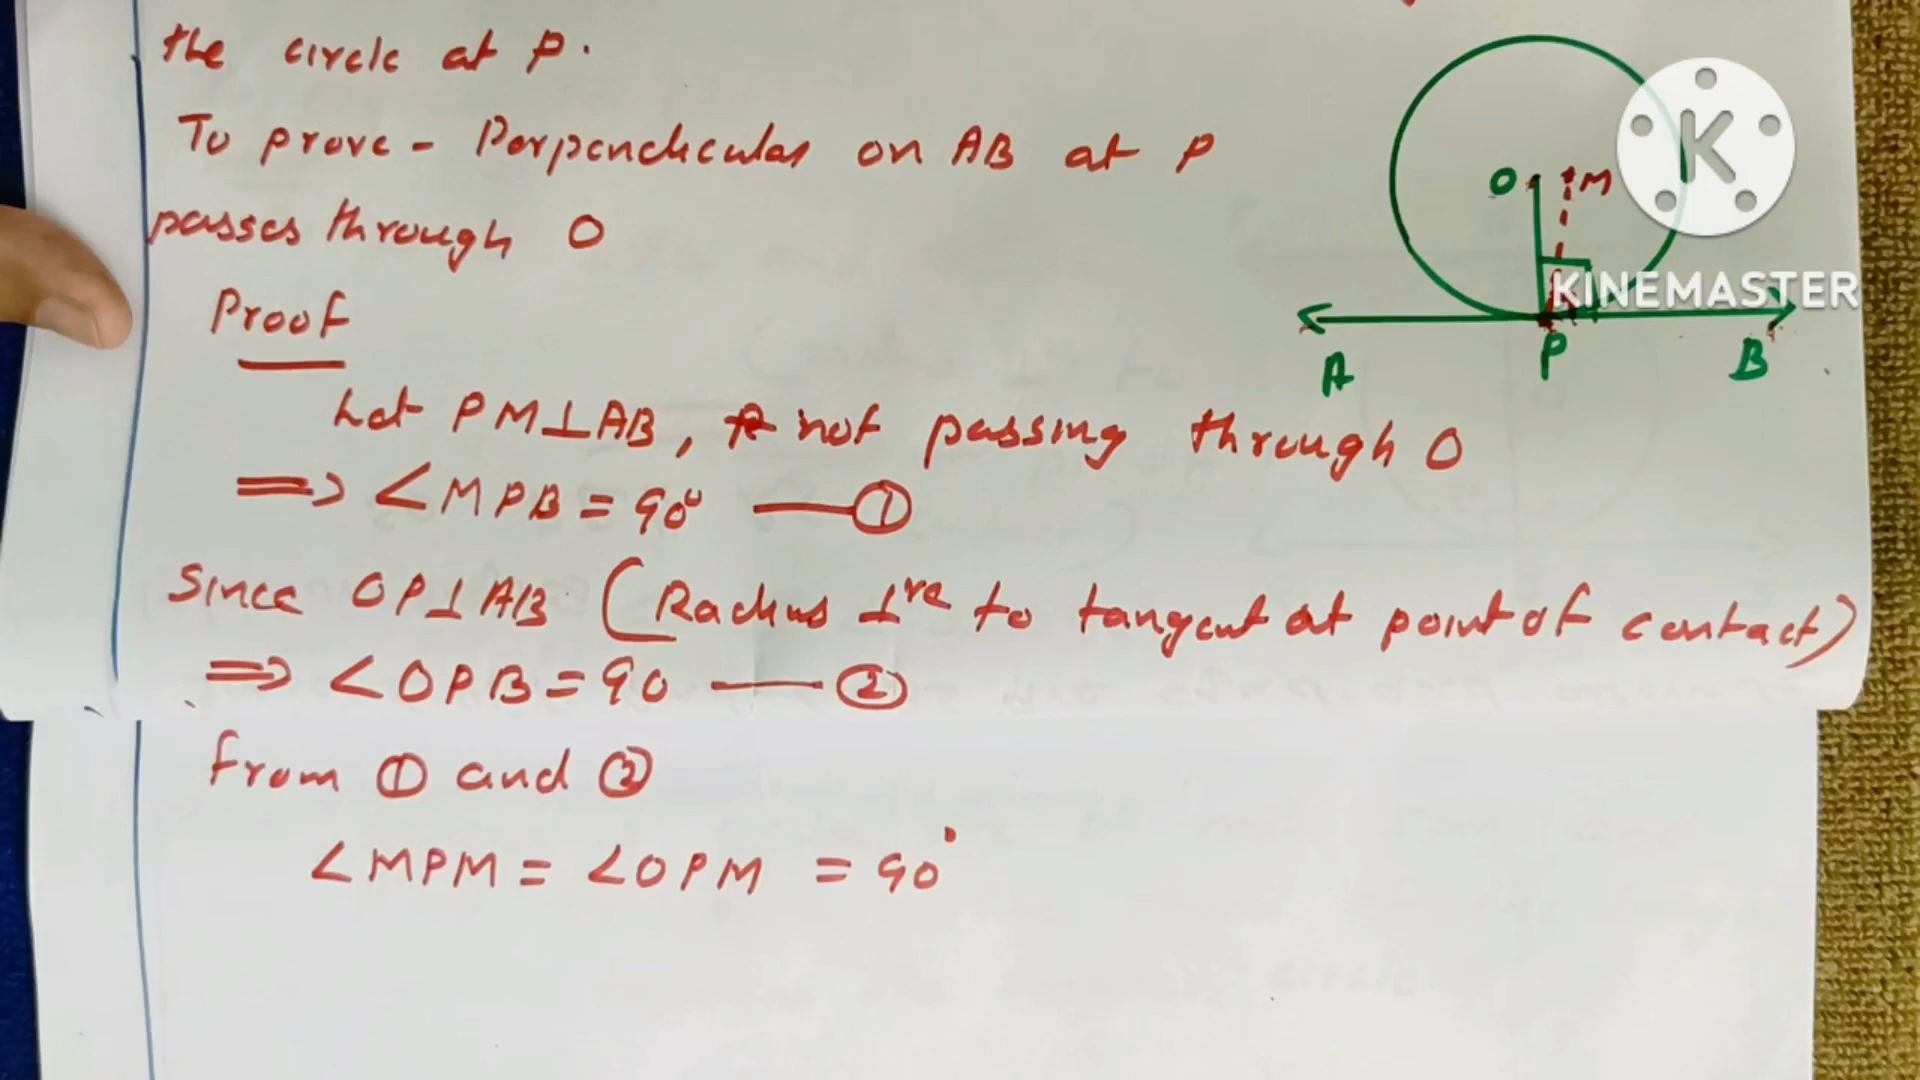 the circle at P.
To prove - Perpendicular on AB at P
passes through O
Proof
Let PM⊥AB, not passing through O
⟹ ∠MPB = 90° —①
Since OP⊥AB (Radius ⊥re to tangent at point of contact)
⟹ ∠OPB = 90 —②
from ① and ②
∠MPM = ∠OPM = 90°
O M
A P B
K
KINEMASTER